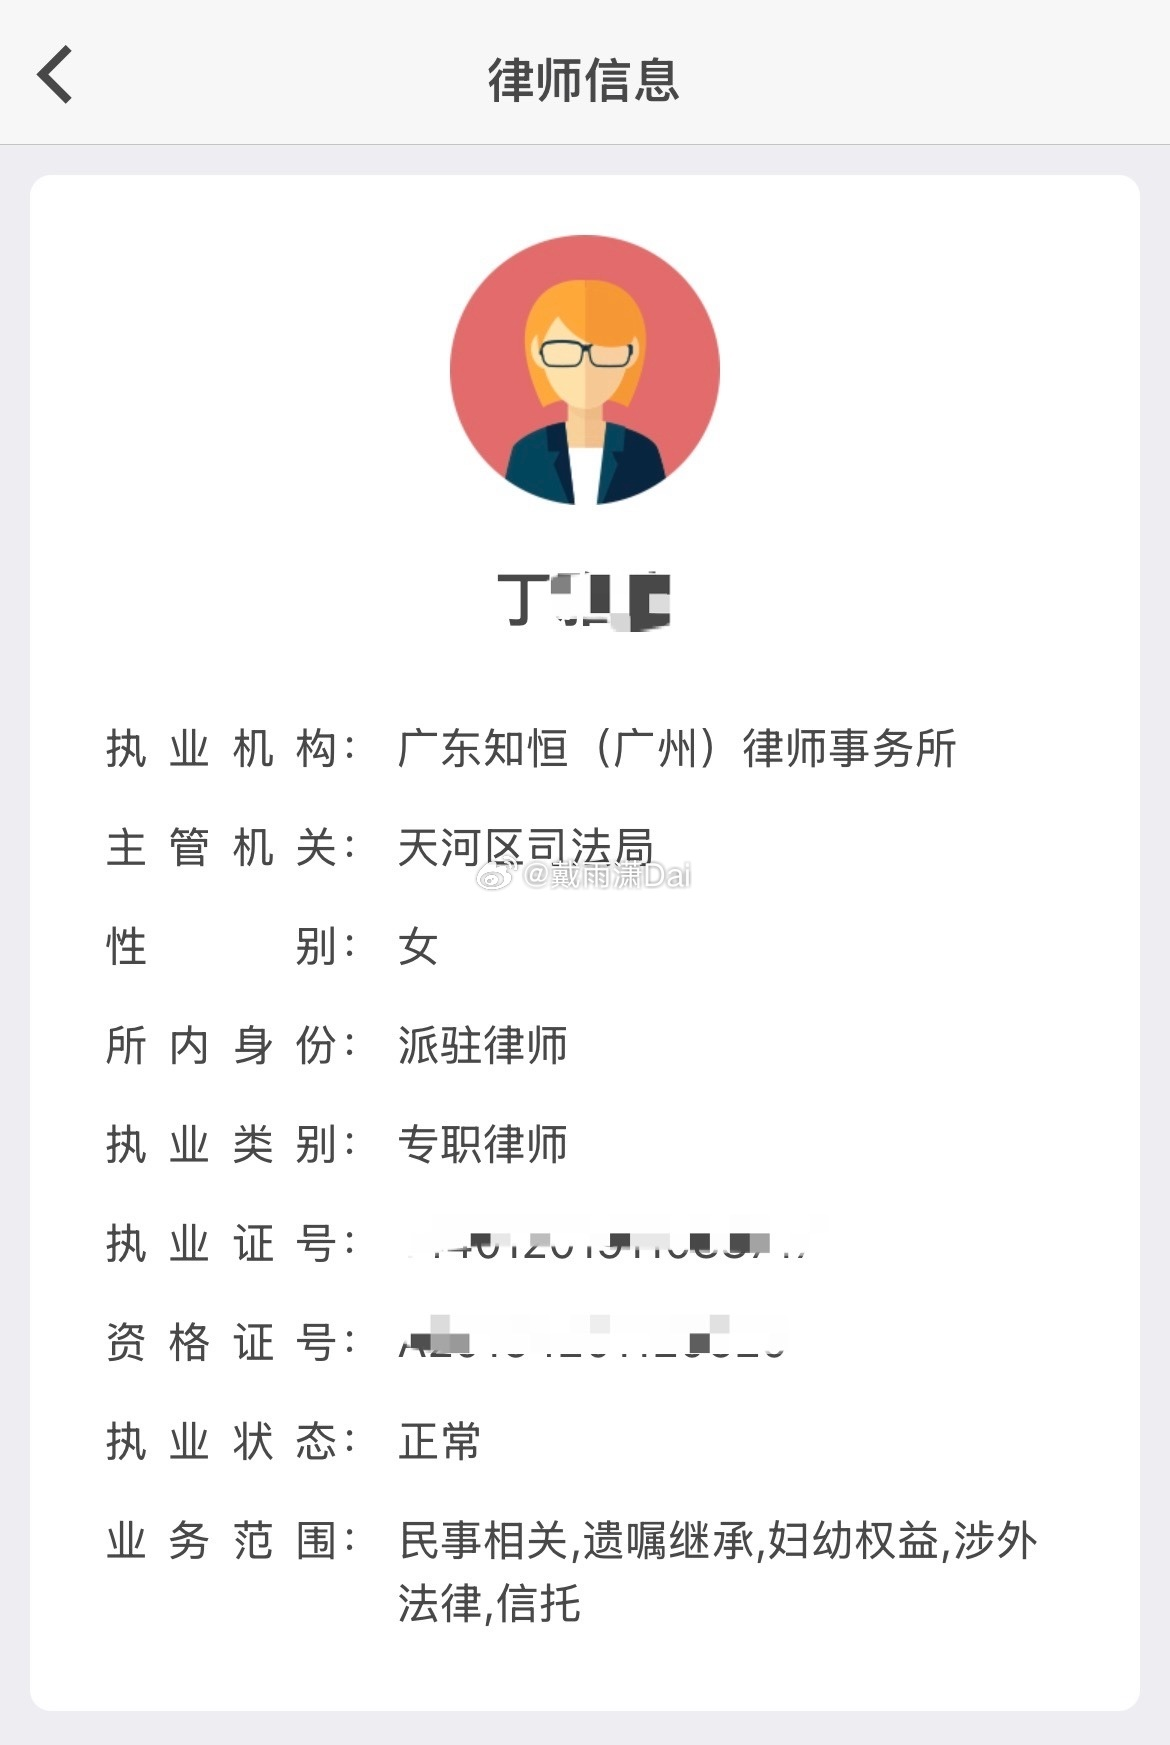 律师信息
丁
执业机构：广东知恒（广州）律师事务所
主管机关：天河区司法局
@戴雨潇Dai
性别：女
所内身份：派驻律师
执业类别：专职律师
执业证号：
资格证号：
执业状态：正常
业务范围：民事相关,遗嘱继承,妇幼权益,涉外
法律,信托